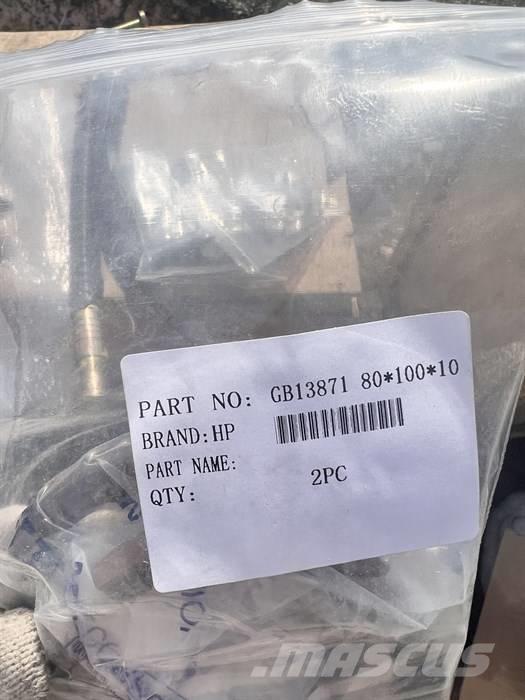 PART NO: GB13871 80*100*10
BRAND:HP
PART NAME:
QTY: 2PC
MASCUS